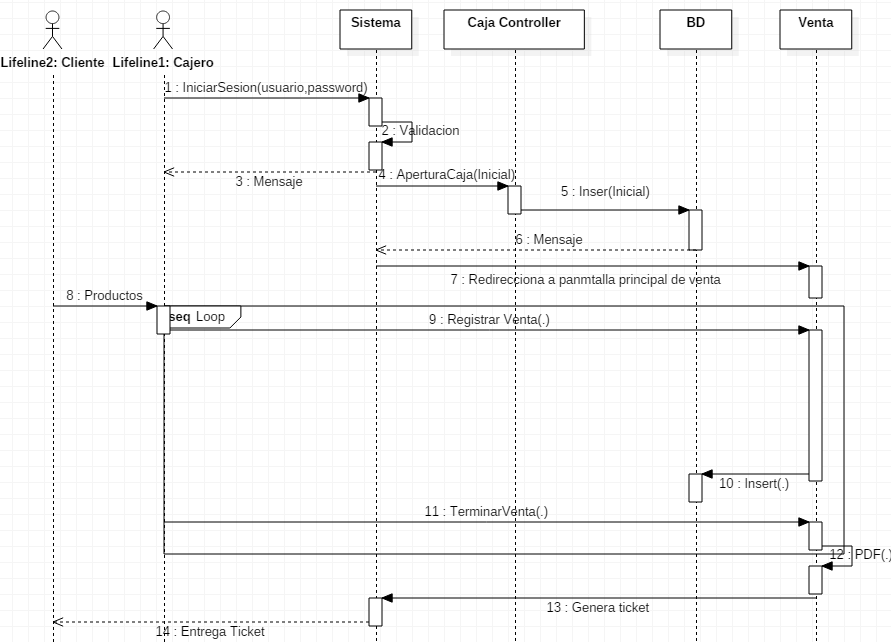 Sistema
Caja Controller
BD
Venta
Lifeline2: Cliente
Lifeline1: Cajero
1 : IniciarSesion(usuario,password)
2 : Validacion
3 : Mensaje
4 : AperturaCaja(Inicial)
5 : Inser(Inicial)
6 : Mensaje
7 : Redirecciona a panmtalla principal de venta
8 : Productos
seq Loop
9 : Registrar Venta(.)
10 : Insert(.)
11 : TerminarVenta(.)
12 : PDF(.)
13 : Genera ticket
14 : Entrega Ticket